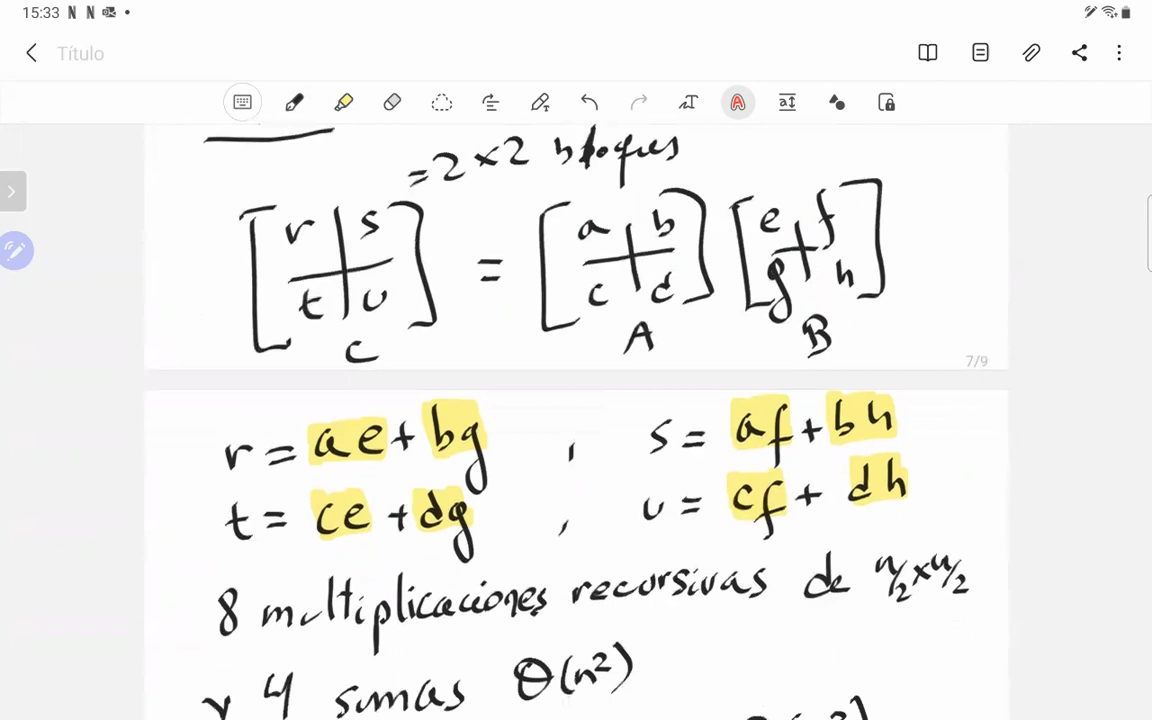 15:33 N N
Título
= 2 × 2 bloques
[r | s; t | u] = [a | b; c | d] [e | f; g | h]
C A B
7/9
r = ae + bg , s = af + bh
t = ce + dg , u = cf + dh
8 multiplicaciones recursivas de n/2 × n/2
y 4 sumas Θ(n²)